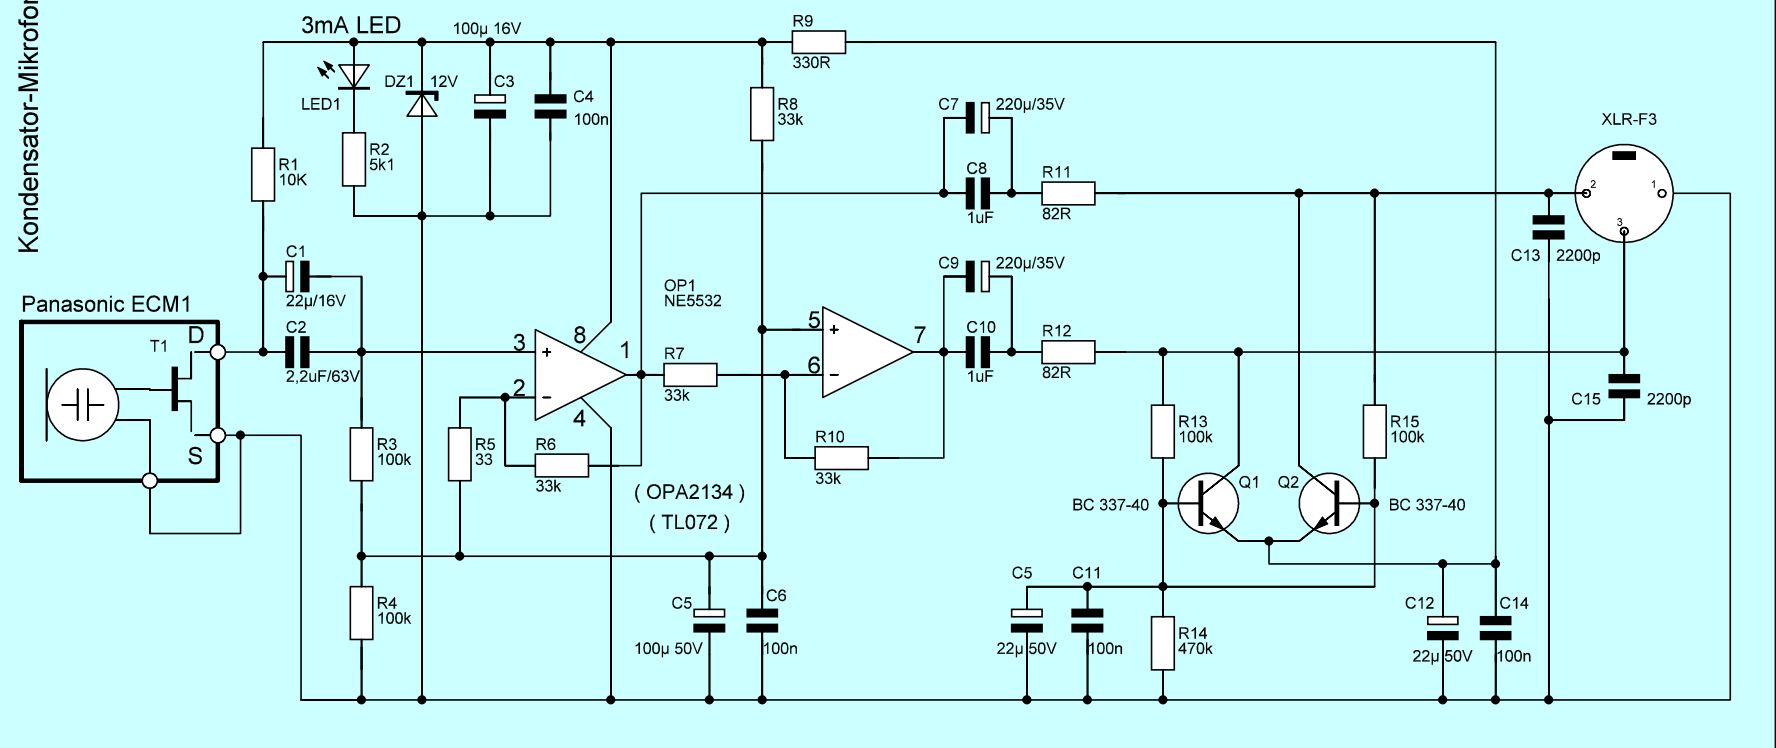 Kondensator-Mikrofon
3mA LED
100µ 16V
R9
330R
LED1
DZ1
12V
C3
C4
100n
R8
33k
C7
220µ/35V
XLR-F3
R1
10K
R2
5k1
C8
1uF
R11
82R
2
1
3
C13
2200p
C1
22µ/16V
C9
220µ/35V
OP1
NE5532
Panasonic ECM1
T1
D
S
C2
2,2uF/63V
3
+
8
1
2
−
4
R7
33k
5
+
6
−
7
C10
1uF
R12
82R
C15
2200p
R3
100k
R5
33
R6
33k
R10
33k
( OPA2134 )
( TL072 )
R13
100k
R15
100k
Q1
Q2
BC 337-40
BC 337-40
R4
100k
C5
100µ 50V
C6
100n
C5
22µ 50V
C11
100n
R14
470k
C12
22µ 50V
C14
100n